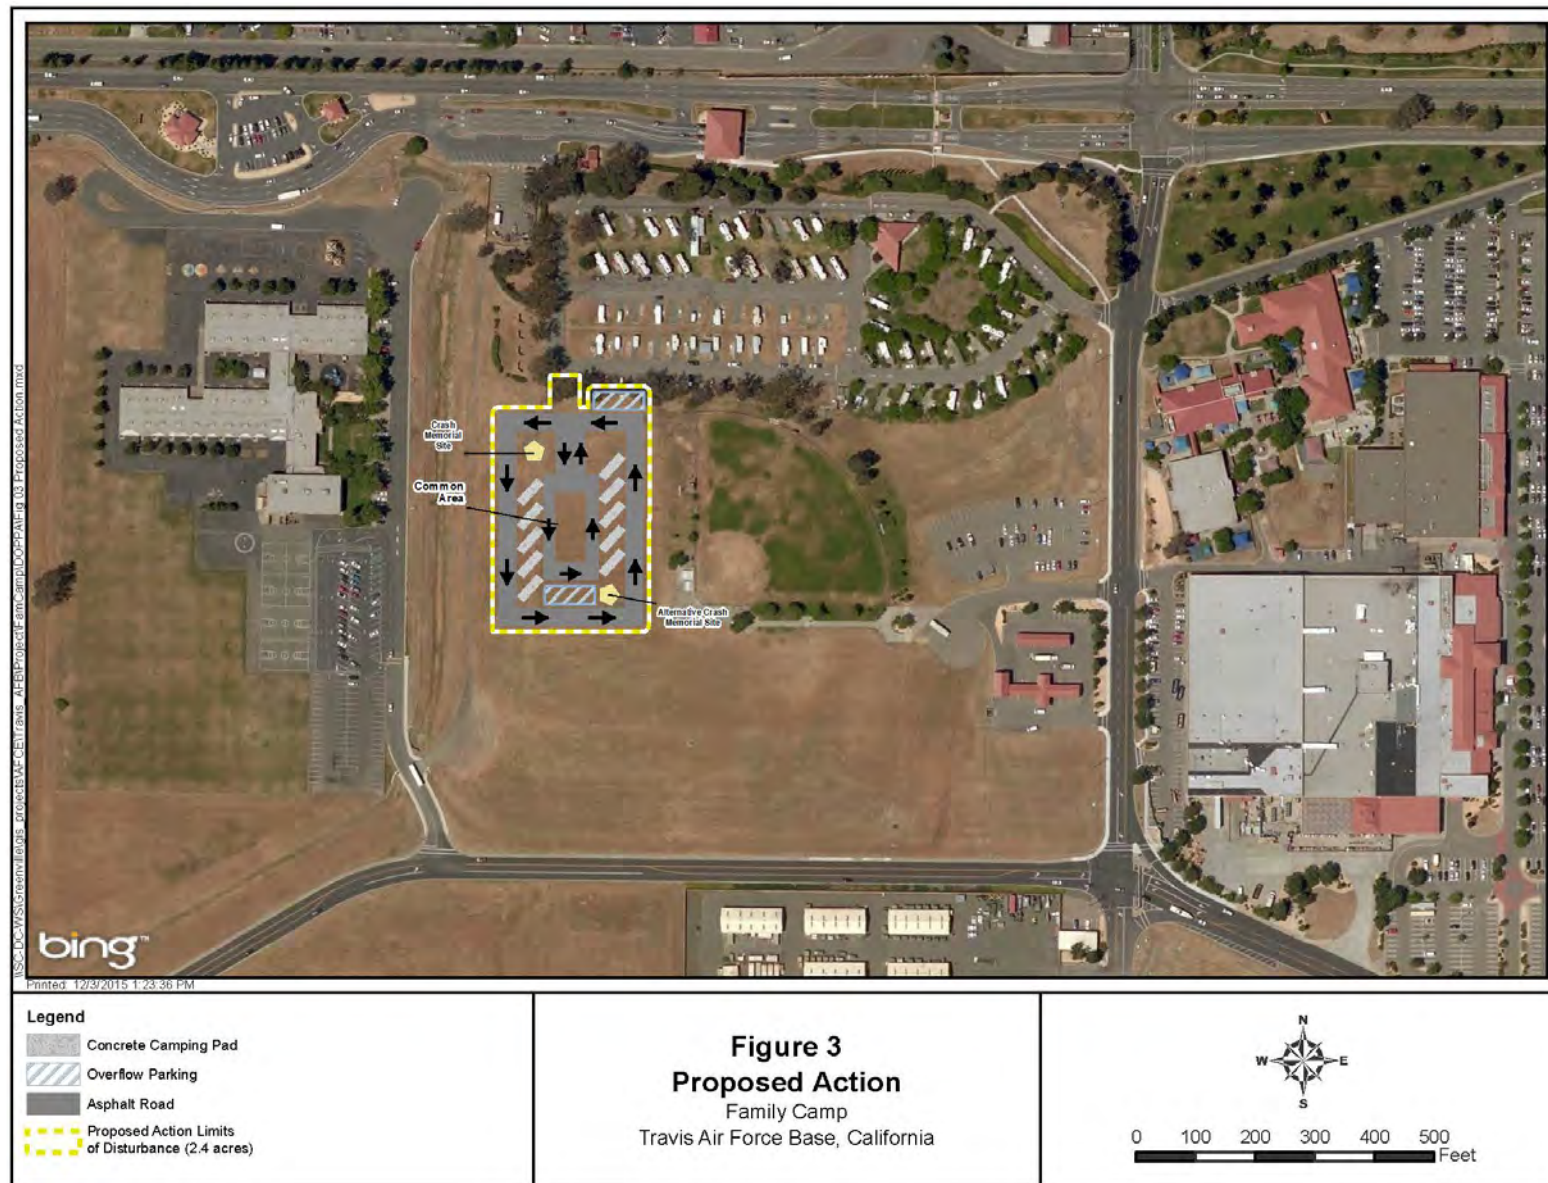 Crash
Memorial
Site
Common
Area
Alternative Crash
Memorial Site
bing™
Printed: 12/3/2015 1:23:36 PM
Legend
Concrete Camping Pad
Overflow Parking
Asphalt Road
Proposed Action Limits
of Disturbance (2.4 acres)
Figure 3
Proposed Action
Family Camp
Travis Air Force Base, California
N
W E
S
0 100 200 300 400 500
Feet